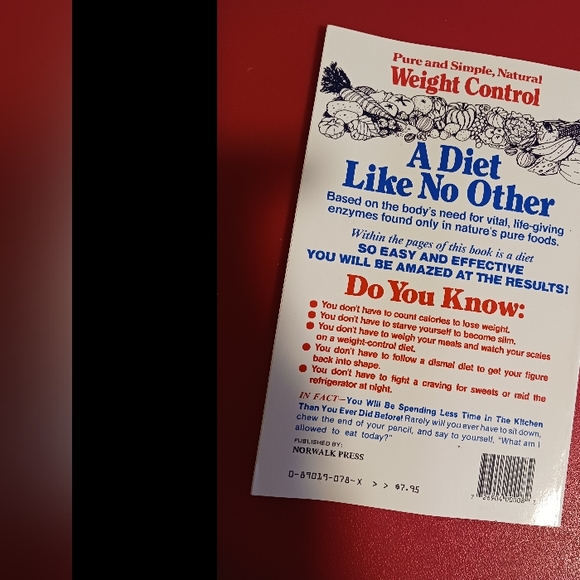 Pure and Simple, Natural
Weight Control
A Diet
Like No Other
Based on the body's need for vital, life-giving
enzymes found only in nature's pure foods.
Within the pages of this book is a diet
SO EASY AND EFFECTIVE
YOU WILL BE AMAZED AT THE RESULTS!
Do You Know:
● You don't have to count calories to lose weight.
● You don't have to starve yourself to become slim.
● You don't have to weigh your meals and watch your scales
on a weight-control diet.
● You don't have to follow a dismal diet to get your figure
back into shape.
● You don't have to fight a craving for sweets or raid the
refrigerator at night.
IN FACT—You Will Be Spending Less Time In The Kitchen
Than You Ever Did Before! Rarely will you ever have to sit down,
chew the end of your pencil, and say to yourself, "What am I
allowed to eat today?"
PUBLISHED BY:
NORWALK PRESS
0-89019-078-X > > $7.95